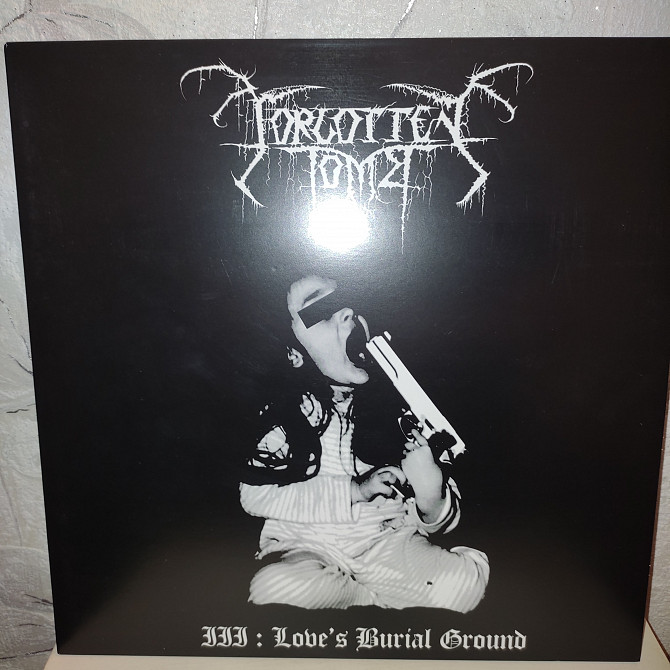 FORGOTTEN
TOMB
III : Love's Burial Ground